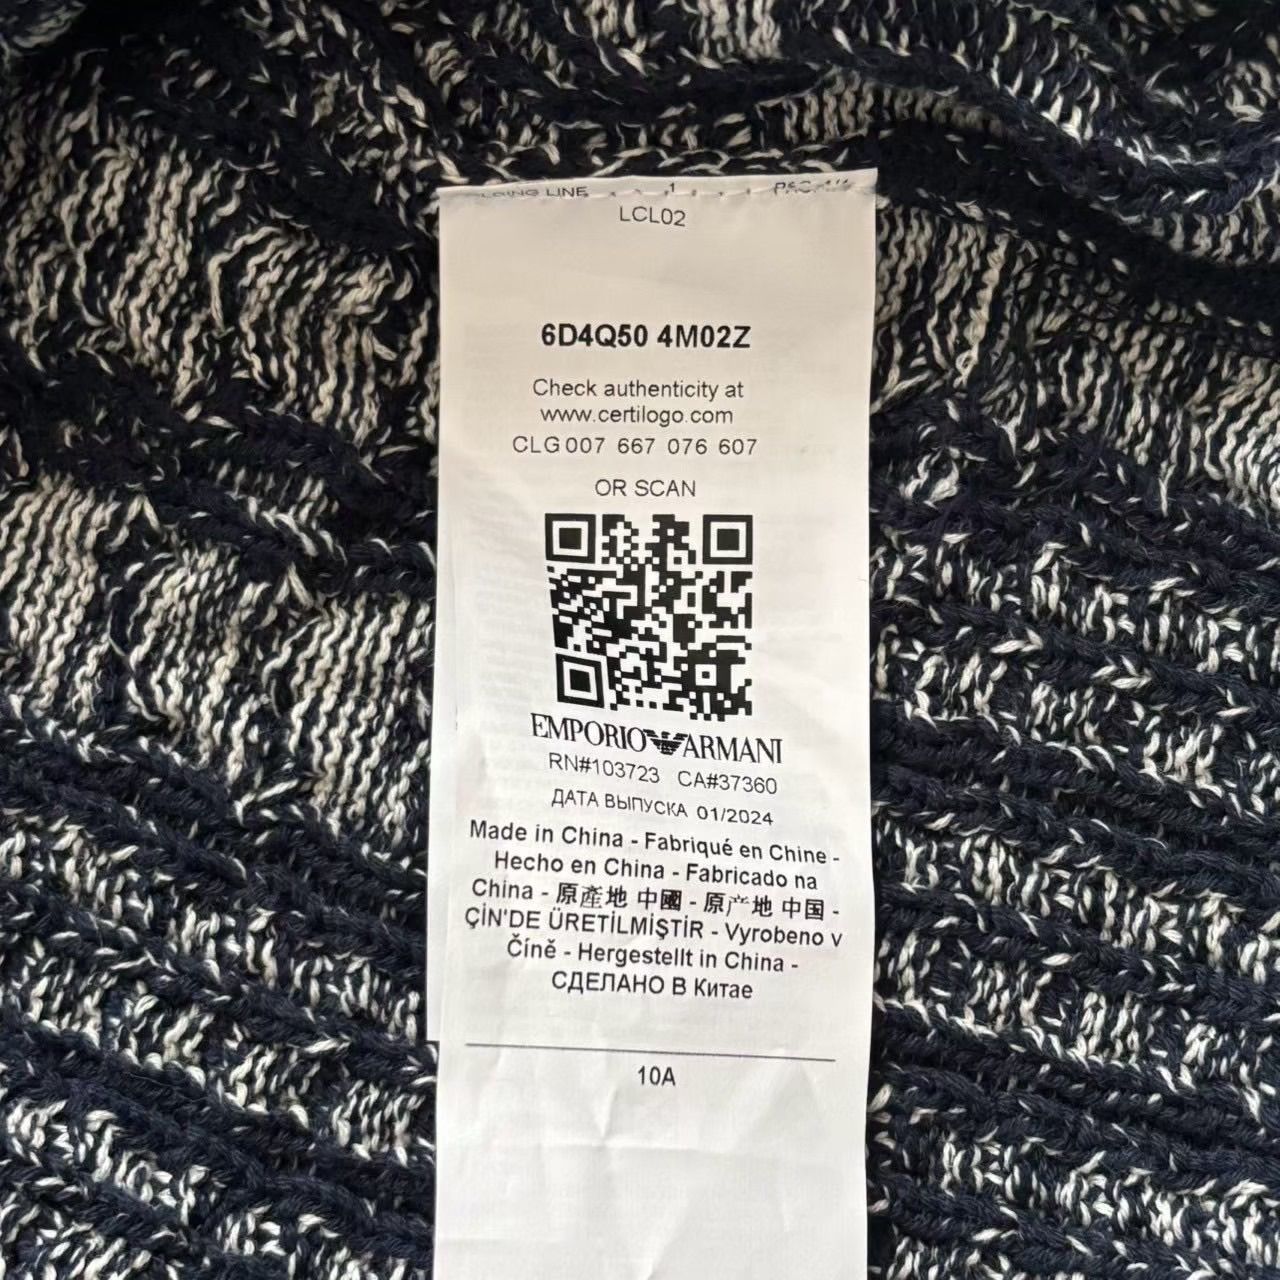 LINE
LCL02
6D4Q50 4M02Z
Check authenticity at
www.certilogo.com
CLG 007 667 076 607
OR SCAN
EMPORIO ARMANI
RN#103723 CA#37360
ДАТА ВЫПУСКА 01/2024
Made in China - Fabriqué en Chine -
Hecho en China - Fabricado na
China - 原產地 中國 - 原产地 中国 -
ÇİN'DE ÜRETİLMİŞTİR - Vyrobeno v
Číně - Hergestellt in China -
СДЕЛАНО В Китае
10A